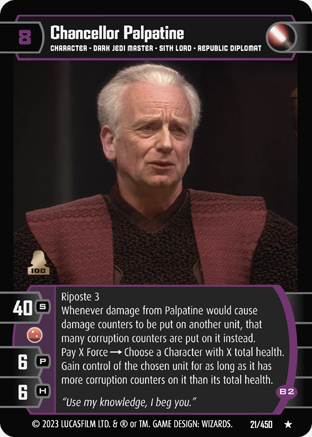 8
Chancellor Palpatine
CHARACTER • DARK JEDI MASTER • SITH LORD • REPUBLIC DIPLOMAT
IDC
40 S
6 P
6 H
Riposte 3
Whenever damage from Palpatine would cause
damage counters to be put on another unit, that
many corruption counters are put on it instead.
Pay X Force → Choose a Character with X total health.
Gain control of the chosen unit for as long as it has
more corruption counters on it than its total health.
B2
“Use my knowledge, I beg you.”
© 2023 LUCASFILM LTD. & ® or TM. GAME DESIGN: WIZARDS.
21/450 ★